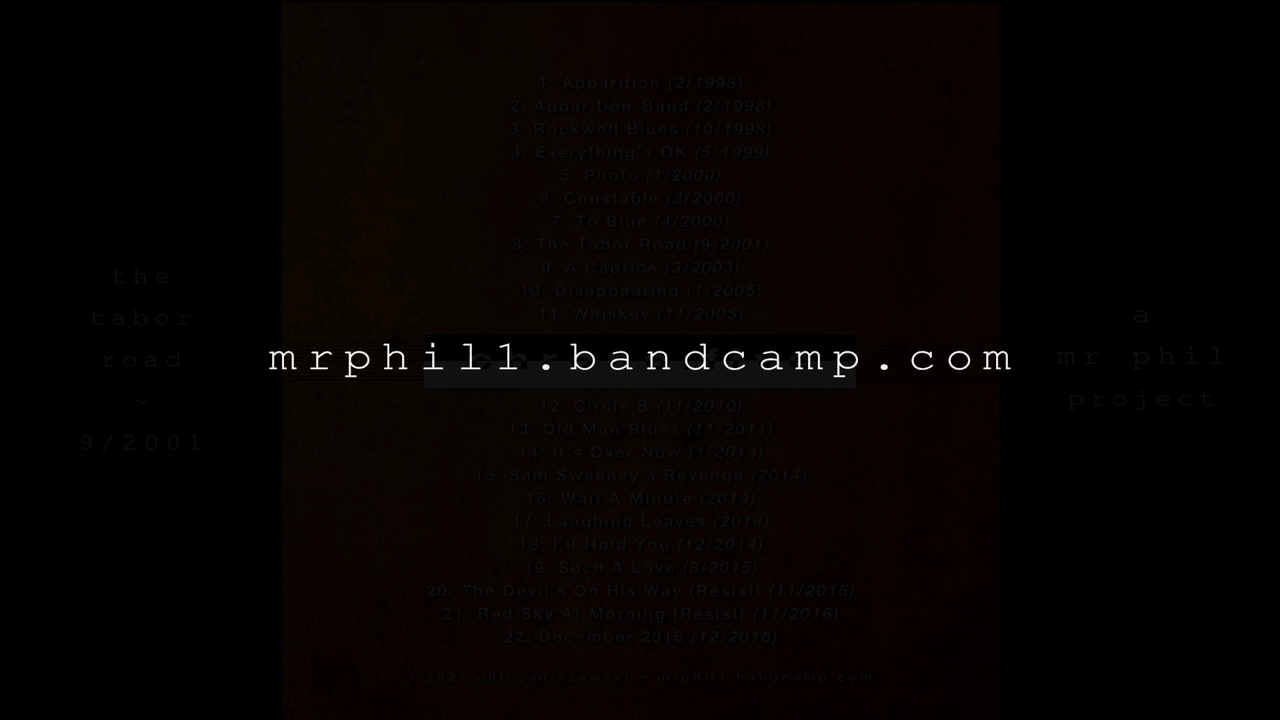 1: Apparition (2/1998)
2: Apparition-Band (2/1998)
3: Rockwell Blues (10/1998)
4: Everything's OK (5/1999)
5. Photo (1/2000)
6: Constable (3/2000)
7: To Blue (4/2000)
8: The Tabor Road (9/2001)
9: A Caprice (3/2003)
10: Disappearing (1/2005)
11: Whiskey (11/2005)
the
tabor
road
~
9/2001
mrphil1.bandcamp.com
a
mr phil
project
12: Circle B (11/2010)
13: Old Man Blues (11/2011)
14: It's Over Now (1/2014)
15: Sam Sweeney's Revenge (2014)
16: Wait A Minute (2014)
17: Laughing Leaves (2014)
18: I'll Hold You (12/2014)
19: Such A Love (8/2015)
20: The Devil's On His Way (Resist) (11/2016)
21: Red Sky At Morning (Resist) (11/2016)
22: December 2016 (12/2016)
© 2022 phil janiszewski - mrphil1.bandcamp.com